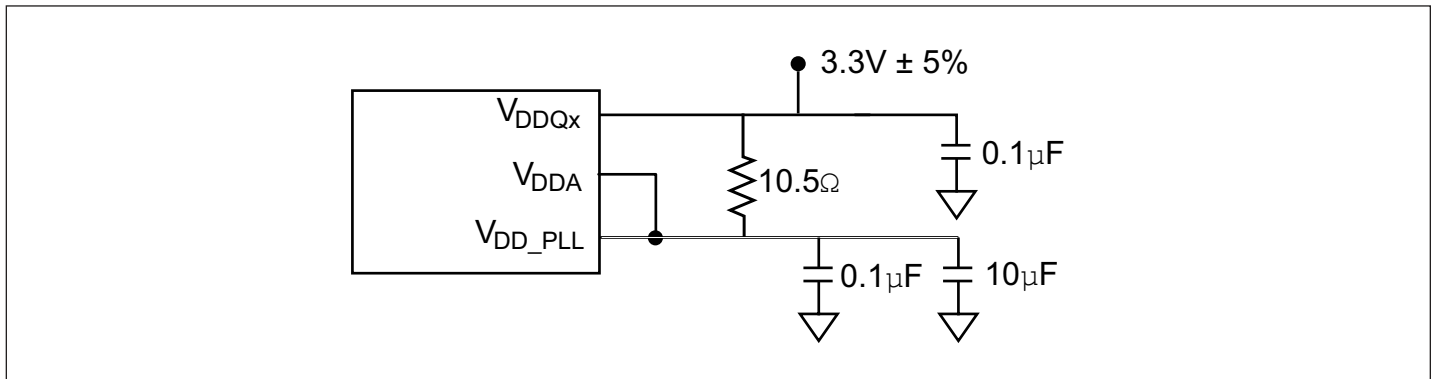 3.3V ± 5%
VDDQx
0.1µF
VDDA
10.5Ω
VDD_PLL
0.1µF
10µF